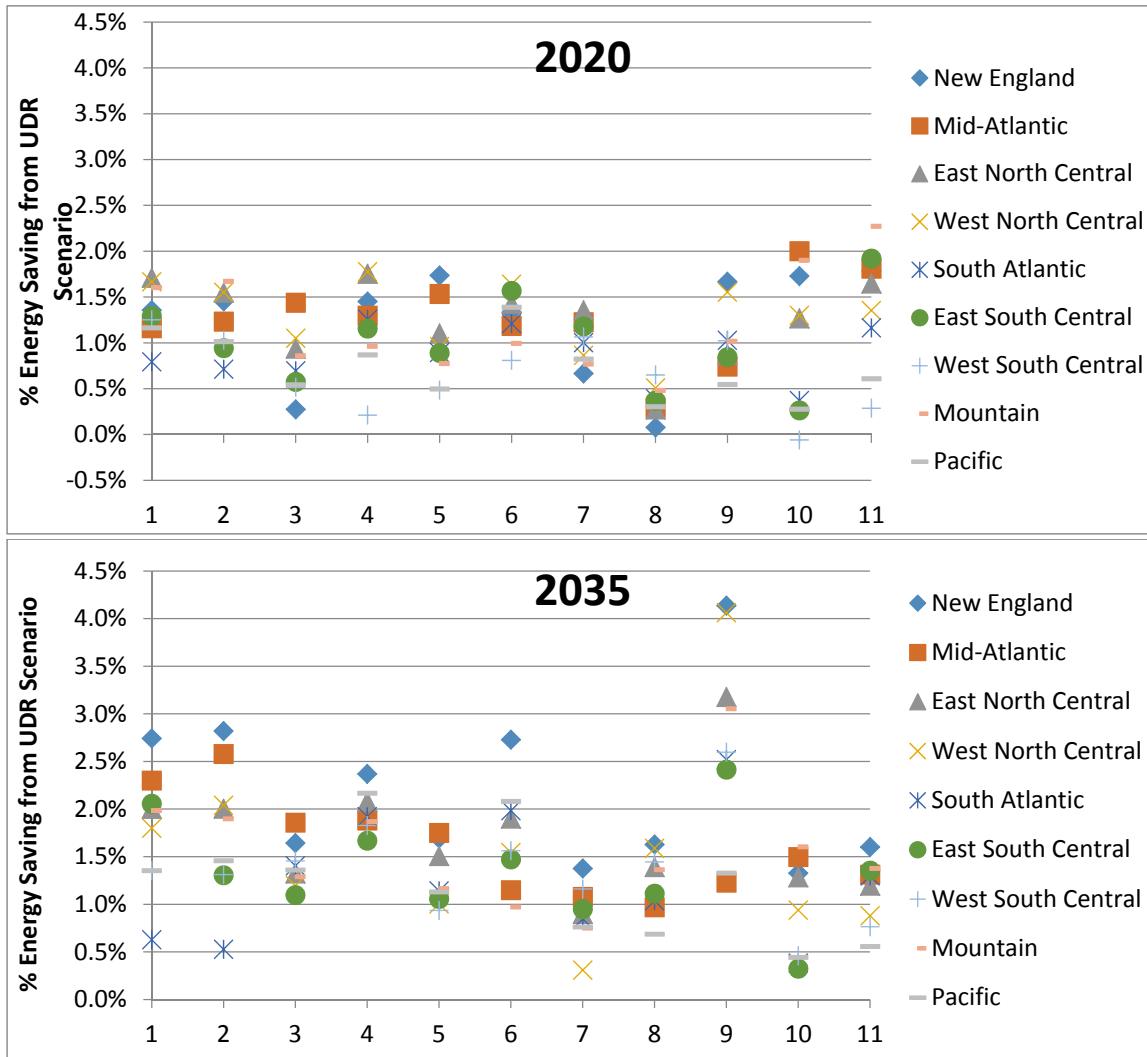 2020
% Energy Saving from UDR
Scenario
4.5%
4.0%
3.5%
3.0%
2.5%
2.0%
1.5%
1.0%
0.5%
0.0%
-0.5%
1 2 3 4 5 6 7 8 9 10 11
New England
Mid-Atlantic
East North Central
West North Central
South Atlantic
East South Central
West South Central
Mountain
Pacific
2035
% Energy Saving from UDR Scenario
4.5%
4.0%
3.5%
3.0%
2.5%
2.0%
1.5%
1.0%
0.5%
0.0%
1 2 3 4 5 6 7 8 9 10 11
New England
Mid-Atlantic
East North Central
West North Central
South Atlantic
East South Central
West South Central
Mountain
Pacific